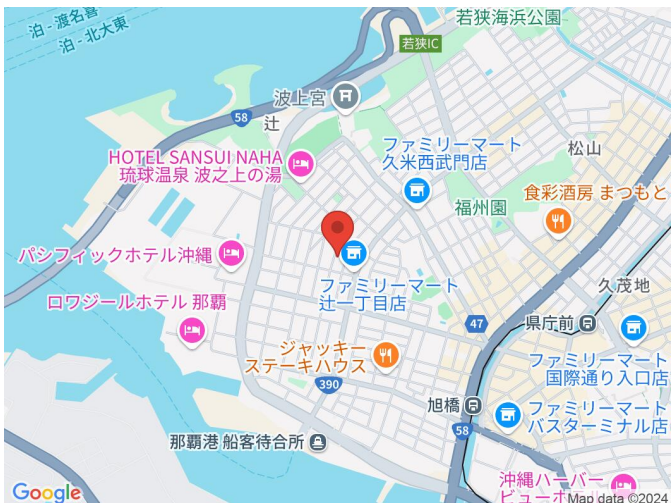 泊 - 渡名喜
泊 - 北大東
若狭海浜公園
若狭IC
58
波上宮
辻
HOTEL SANSUI NAHA
琉球温泉 波之上の湯
ファミリーマート
久米西武門店
松山
福州園
食彩酒房 まつもと
パシフィックホテル沖縄
ファミリーマート
辻一丁目店
久茂地
ロワジールホテル 那覇
47
県庁前
ジャッキー
ステーキハウス
ファミリーマート
国際通り入口店
390
旭橋
ファミリーマート
バスターミナル店
58
那覇港 船客待合所
沖縄ハーバー
ビューホ
Google
Map data ©2024